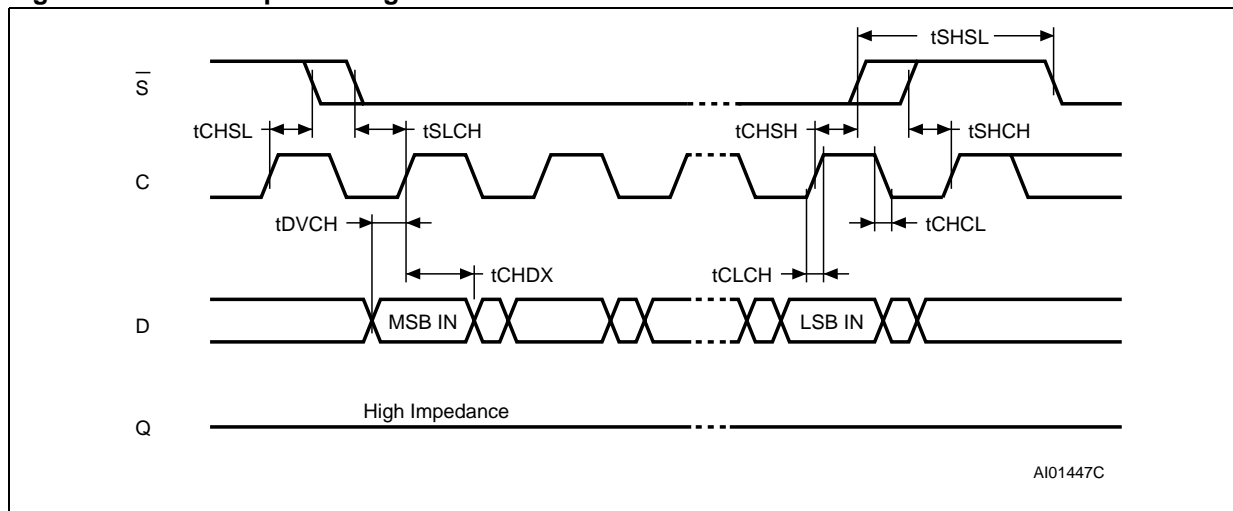 tSHSL
S
tCHSL
tSLCH
tCHSH
tSHCH
C
tDVCH
tCHCL
tCHDX
tCLCH
D
MSB IN
LSB IN
High Impedance
Q
AI01447C